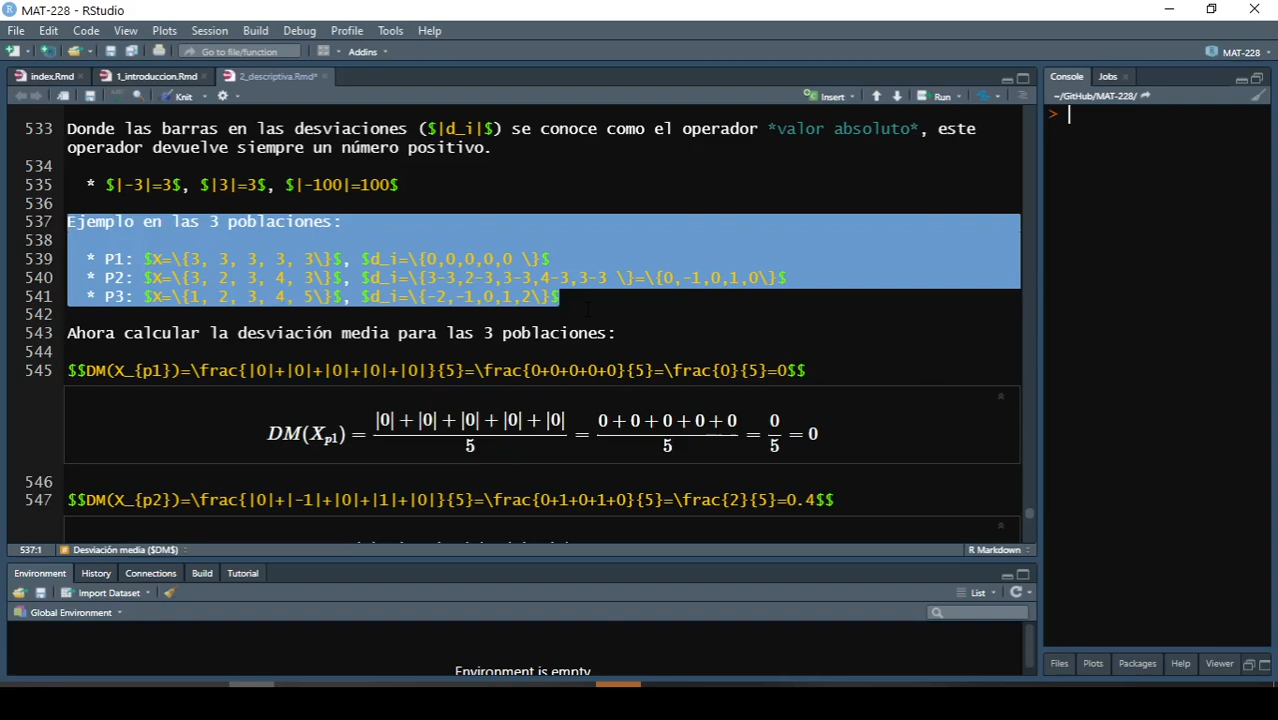 MAT-228 - RStudio
File Edit Code View Plots Session Build Debug Profile Tools Help
Go to file/function Addins MAT-228
index.Rmd 1_introduccion.Rmd 2_descriptiva.Rmd* Console Jobs
Knit Insert Run ~/GitHub/MAT-228/
>
533 Donde las barras en las desviaciones ($|d_i|$) se conoce como el operador *valor absoluto*, este
operador devuelve siempre un número positivo.
534
535 * $|-3|=3$, $|3|=3$, $|-100|=100$
536
537 Ejemplo en las 3 poblaciones:
538
539 * P1: $X=\{3, 3, 3, 3, 3\}$, $d_i=\{0,0,0,0,0 \}$
540 * P2: $X=\{3, 2, 3, 4, 3\}$, $d_i=\{3-3,2-3,3-3,4-3,3-3 \}=\{0,-1,0,1,0\}$
541 * P3: $X=\{1, 2, 3, 4, 5\}$, $d_i=\{-2,-1,0,1,2\}$
542
543 Ahora calcular la desviación media para las 3 poblaciones:
544
545 $$DM(X_{p1})=\frac{|0|+|0|+|0|+|0|+|0|}{5}=\frac{0+0+0+0+0}{5}=\frac{0}{5}=0$$
|0| + |0| + |0| + |0| + |0| 0 + 0 + 0 + 0 + 0 0
DM(Xp1) = = = = 0
5 5 5
546
547 $$DM(X_{p2})=\frac{|0|+|-1|+|0|+|1|+|0|}{5}=\frac{0+1+0+1+0}{5}=\frac{2}{5}=0.4$$
537:1 Desviación media ($DM$) R Markdown
Environment History Connections Build Tutorial
Import Dataset List
Global Environment
Environment is empty
Files Plots Packages Help Viewer